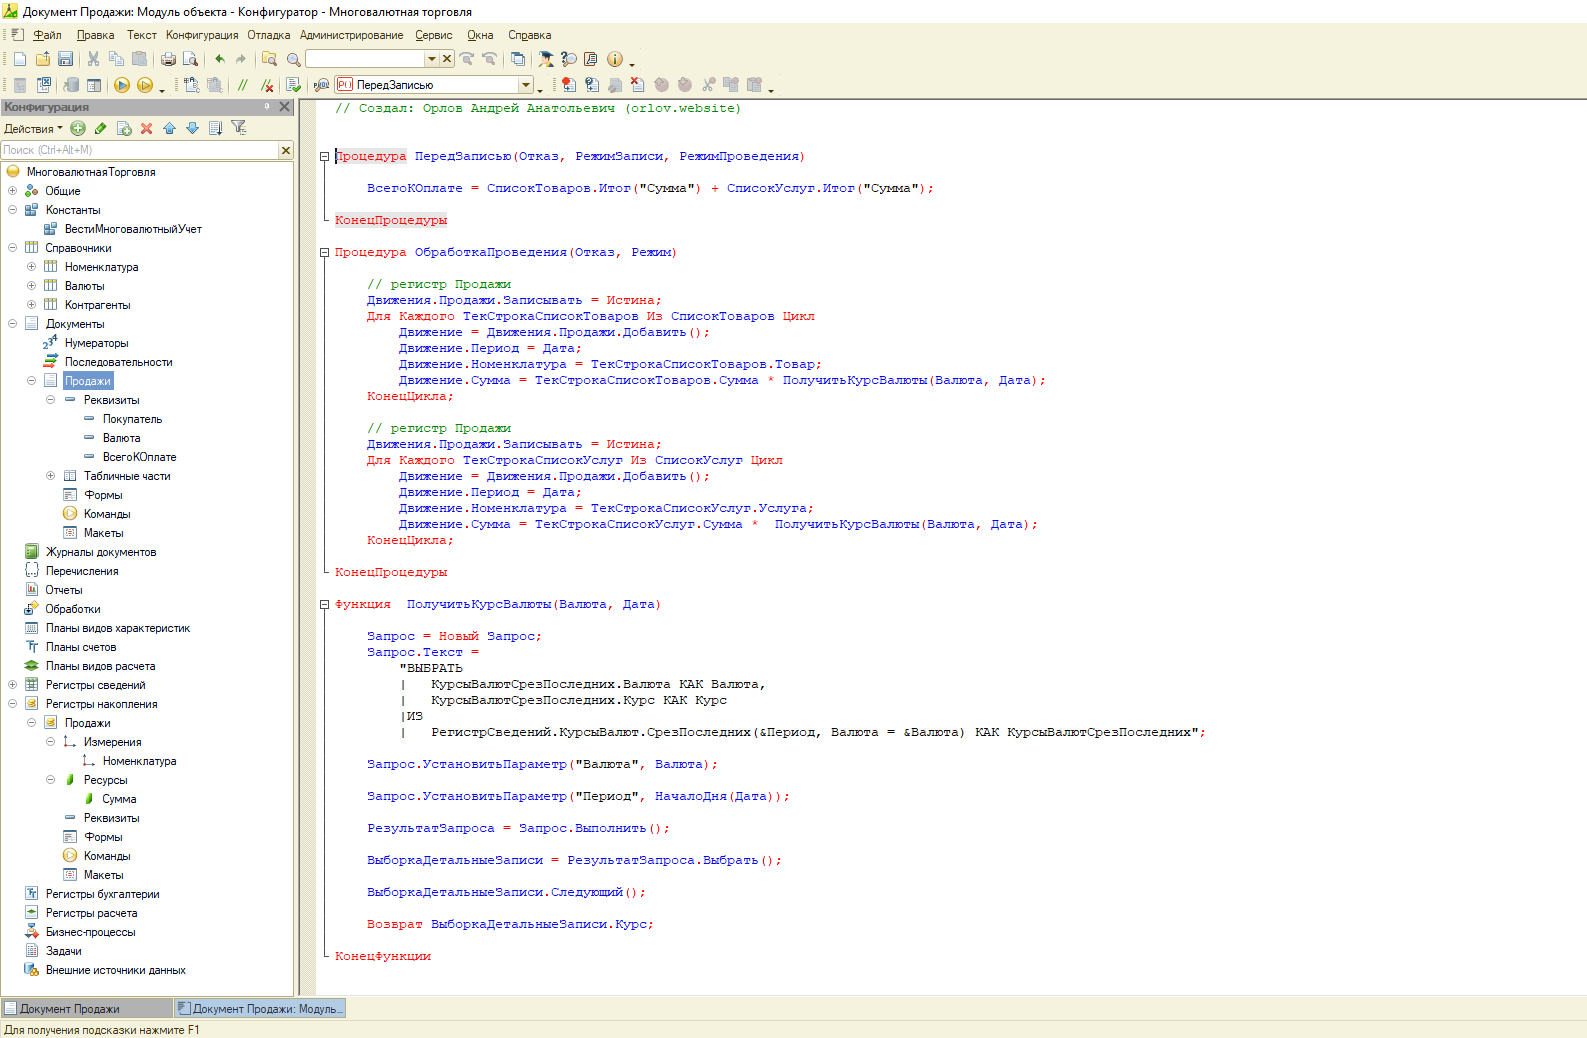 Документ Продажи: Модуль объекта - Конфигуратор - Многовалютная торговля
Файл Правка Текст Конфигурация Отладка Администрирование Сервис Окна Справка
ПередЗаписью
Конфигурация
Действия
Поиск (Ctrl+Alt+M)
МноговалютнаяТорговля
Общие
Константы
ВестиМноговалютныйУчет
Справочники
Номенклатура
Валюты
Контрагенты
Документы
Нумераторы
Последовательности
Продажи
Реквизиты
Покупатель
Валюта
ВсегоКОплате
Табличные части
Формы
Команды
Макеты
Журналы документов
Перечисления
Отчеты
Обработки
Планы видов характеристик
Планы счетов
Планы видов расчета
Регистры сведений
Регистры накопления
Продажи
Измерения
Номенклатура
Ресурсы
Сумма
Реквизиты
Формы
Команды
Макеты
Регистры бухгалтерии
Регистры расчета
Бизнес-процессы
Задачи
Внешние источники данных
// Создал: Орлов Андрей Анатольевич (orlov.website)
Процедура ПередЗаписью(Отказ, РежимЗаписи, РежимПроведения)
ВсегоКОплате = СписокТоваров.Итог("Сумма") + СписокУслуг.Итог("Сумма");
КонецПроцедуры
Процедура ОбработкаПроведения(Отказ, Режим)
// регистр Продажи
Движения.Продажи.Записывать = Истина;
Для Каждого ТекСтрокаСписокТоваров Из СписокТоваров Цикл
Движение = Движения.Продажи.Добавить();
Движение.Период = Дата;
Движение.Номенклатура = ТекСтрокаСписокТоваров.Товар;
Движение.Сумма = ТекСтрокаСписокТоваров.Сумма * ПолучитьКурсВалюты(Валюта, Дата);
КонецЦикла;
// регистр Продажи
Движения.Продажи.Записывать = Истина;
Для Каждого ТекСтрокаСписокУслуг Из СписокУслуг Цикл
Движение = Движения.Продажи.Добавить();
Движение.Период = Дата;
Движение.Номенклатура = ТекСтрокаСписокУслуг.Услуга;
Движение.Сумма = ТекСтрокаСписокУслуг.Сумма *  ПолучитьКурсВалюты(Валюта, Дата);
КонецЦикла;
КонецПроцедуры
Функция  ПолучитьКурсВалюты(Валюта, Дата)
Запрос = Новый Запрос;
Запрос.Текст =
"ВЫБРАТЬ
|   КурсыВалютСрезПоследних.Валюта КАК Валюта,
|   КурсыВалютСрезПоследних.Курс КАК Курс
|ИЗ
|   РегистрСведений.КурсыВалют.СрезПоследних(&Период, Валюта = &Валюта) КАК КурсыВалютСрезПоследних";
Запрос.УстановитьПараметр("Валюта", Валюта);
Запрос.УстановитьПараметр("Период", НачалоДня(Дата));
РезультатЗапроса = Запрос.Выполнить();
ВыборкаДетальныеЗаписи = РезультатЗапроса.Выбрать();
ВыборкаДетальныеЗаписи.Следующий();
Возврат ВыборкаДетальныеЗаписи.Курс;
КонецФункции
Документ Продажи
Документ Продажи: Модуль...
Для получения подсказки нажмите F1